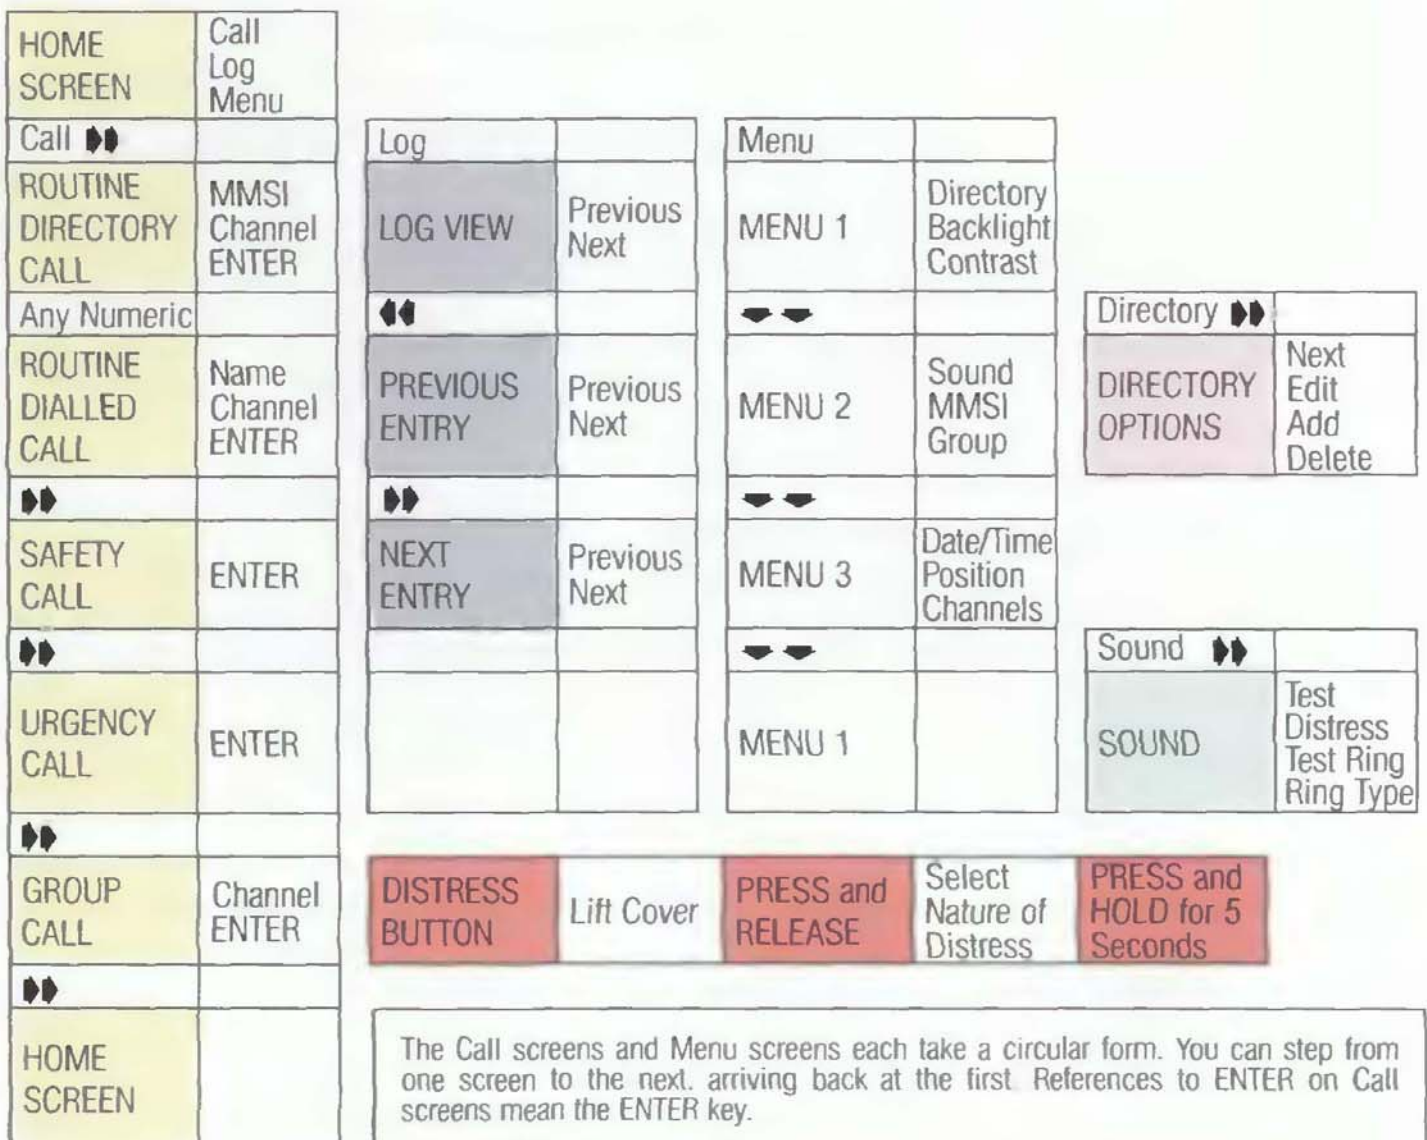 HOME
SCREEN
Call
Log
Menu
Call
ROUTINE
DIRECTORY
CALL
MMSI
Channel
ENTER
Any Numeric
ROUTINE
DIALLED
CALL
Name
Channel
ENTER
SAFETY
CALL
ENTER
URGENCY
CALL
ENTER
GROUP
CALL
Channel
ENTER
HOME
SCREEN
Log
LOG VIEW
Previous
Next
PREVIOUS
ENTRY
Previous
Next
NEXT
ENTRY
Previous
Next
Menu
MENU 1
Directory
Backlight
Contrast
MENU 2
Sound
MMSI
Group
MENU 3
Date/Time
Position
Channels
MENU 1
Directory
DIRECTORY
OPTIONS
Next
Edit
Add
Delete
Sound
SOUND
Test
Distress
Test Ring
Ring Type
DISTRESS
BUTTON
Lift Cover
PRESS and
RELEASE
Select
Nature of
Distress
PRESS and
HOLD for 5
Seconds
The Call screens and Menu screens each take a circular form. You can step from
one screen to the next. arriving back at the first. References to ENTER on Call
screens mean the ENTER key.